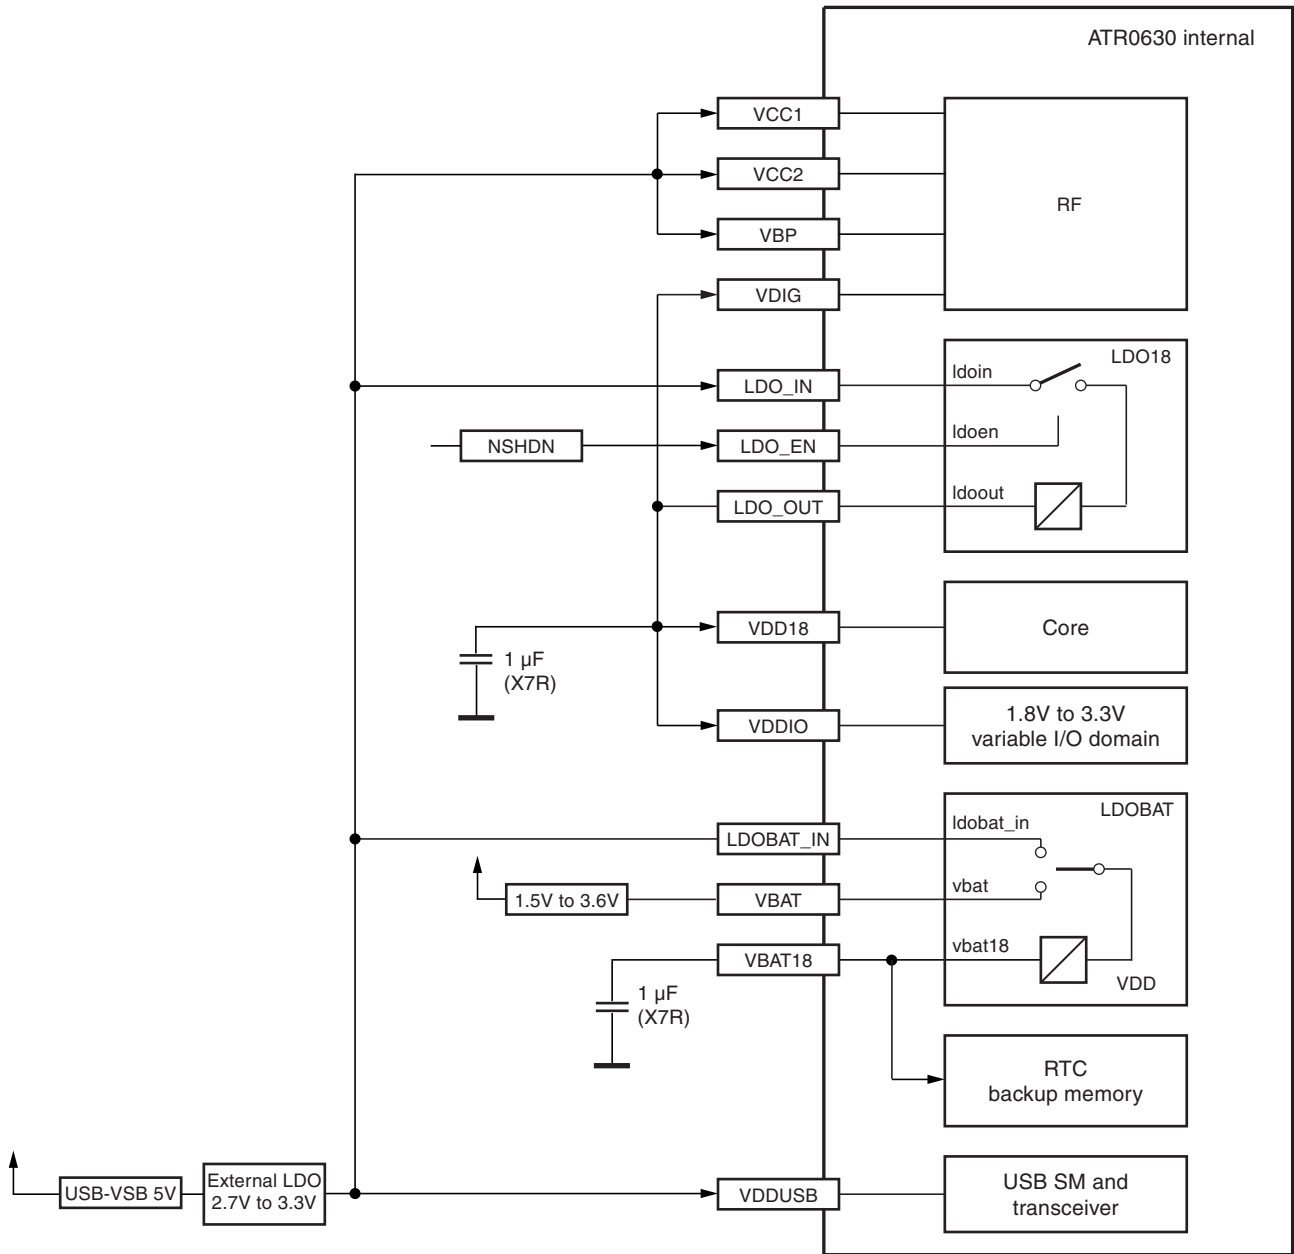 ATR0630 internal
VCC1
VCC2
VBP
VDIG
RF
LDO18
LDO_IN
ldoin
NSHDN
LDO_EN
ldoen
LDO_OUT
ldoout
VDD18
Core
1 µF
(X7R)
VDDIO
1.8V to 3.3V
variable I/O domain
LDOBAT
LDOBAT_IN
ldobat_in
1.5V to 3.6V
VBAT
vbat
VBAT18
vbat18
VDD
1 µF
(X7R)
RTC
backup memory
USB-VSB 5V
External LDO
2.7V to 3.3V
VDDUSB
USB SM and
transceiver